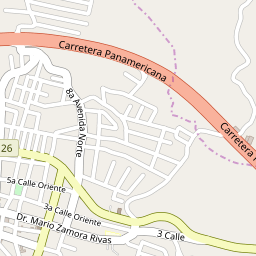 Carretera Panamericana
8a Avenida Norte
Carretera
26
5a Calle Oriente
3a Calle Oriente
Dr. Mario Zamora Rivas
3 Calle